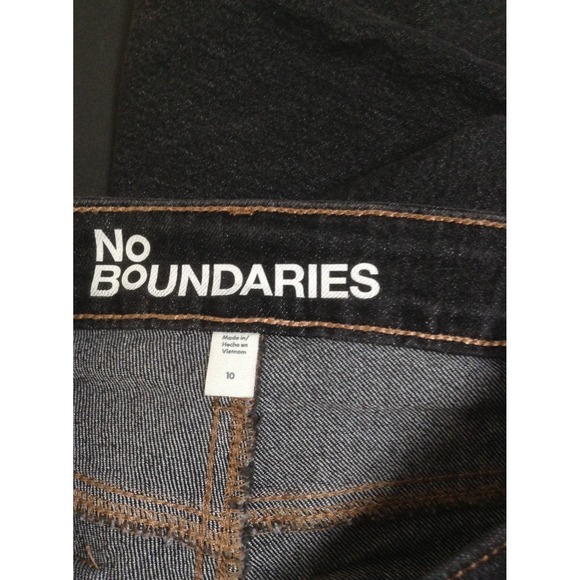 No
BoUNDARIES
Made in/
Hecho en
Vietnam
10